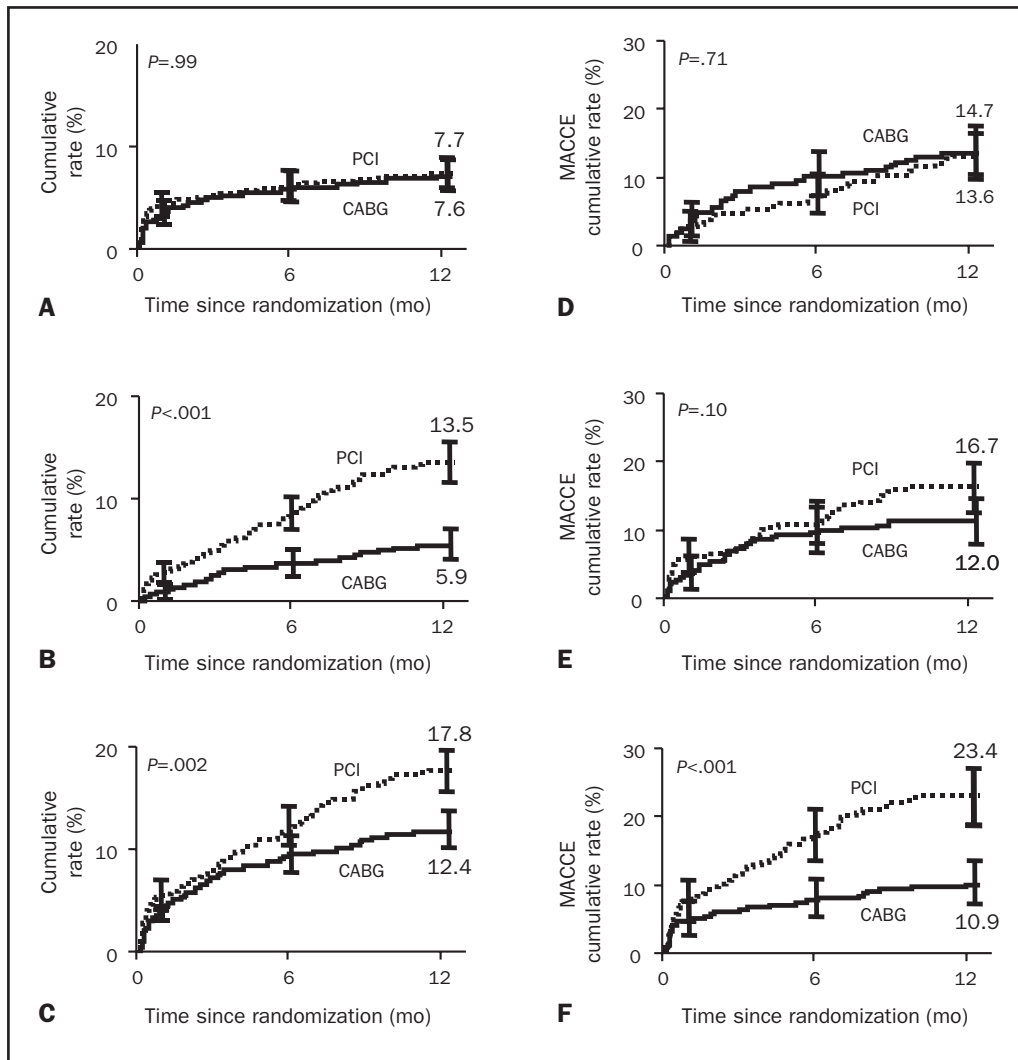 20
P=.99
7.7
10
PCI
CABG
7.6
0
0
6
12
Cumulative
rate (%)
Time since randomization (mo)
A
30
P=.71
14.7
20
CABG
10
PCI
13.6
0
0
6
12
MACCE
cumulative rate (%)
Time since randomization (mo)
D
20
P<.001
13.5
PCI
10
CABG
5.9
0
0
6
12
Cumulative
rate (%)
Time since randomization (mo)
B
30
P=.10
16.7
20
PCI
10
CABG
12.0
0
0
6
12
MACCE
cumulative rate (%)
Time since randomization (mo)
E
20
P=.002
17.8
PCI
10
CABG
12.4
0
0
6
12
Cumulative
rate (%)
Time since randomization (mo)
C
30
P<.001
23.4
PCI
20
10
CABG
10.9
0
0
6
12
MACCE
cumulative rate (%)
Time since randomization (mo)
F